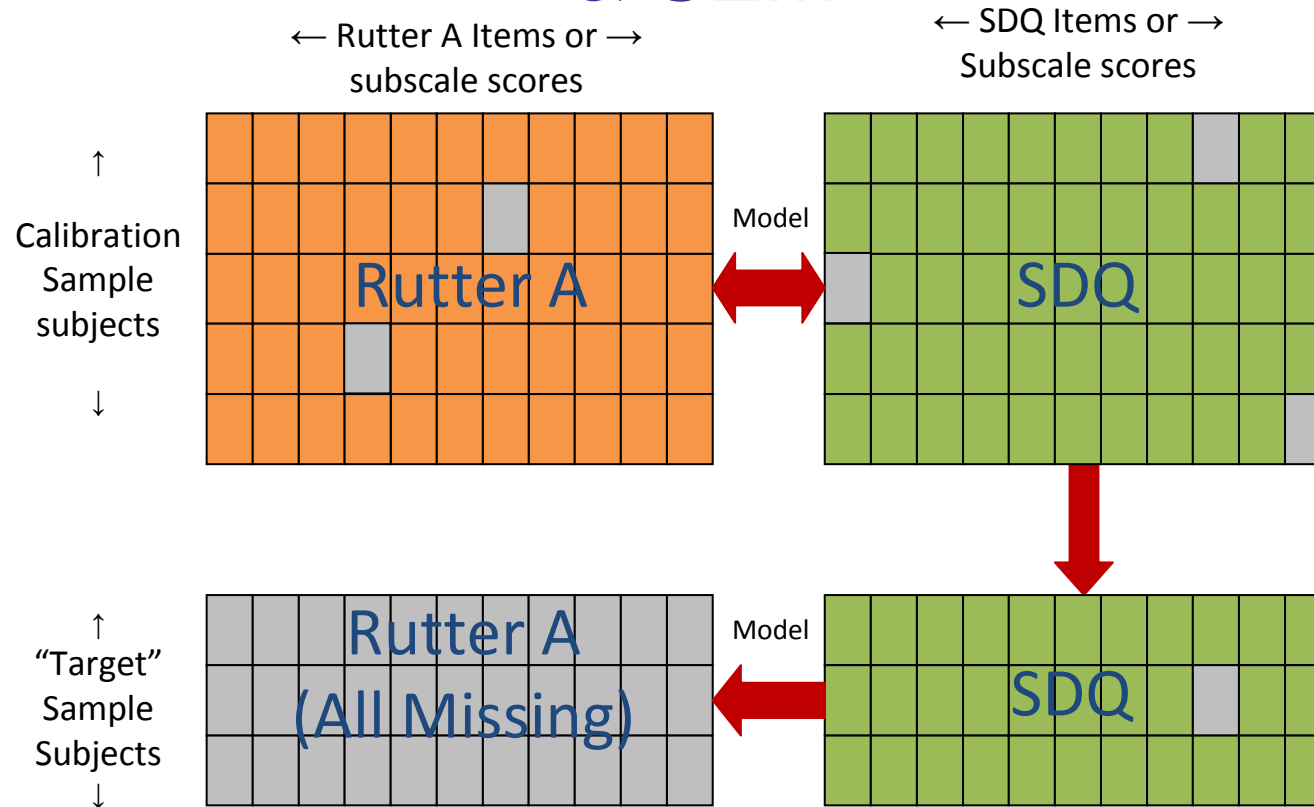 ← Rutter A Items or →
subscale scores
← SDQ Items or →
Subscale scores
↑
Calibration
Sample
subjects
↓
Rutter A
Model
SDQ
↑
“Target”
Sample
Subjects
↓
Rutter A
(All Missing)
Model
SDQ